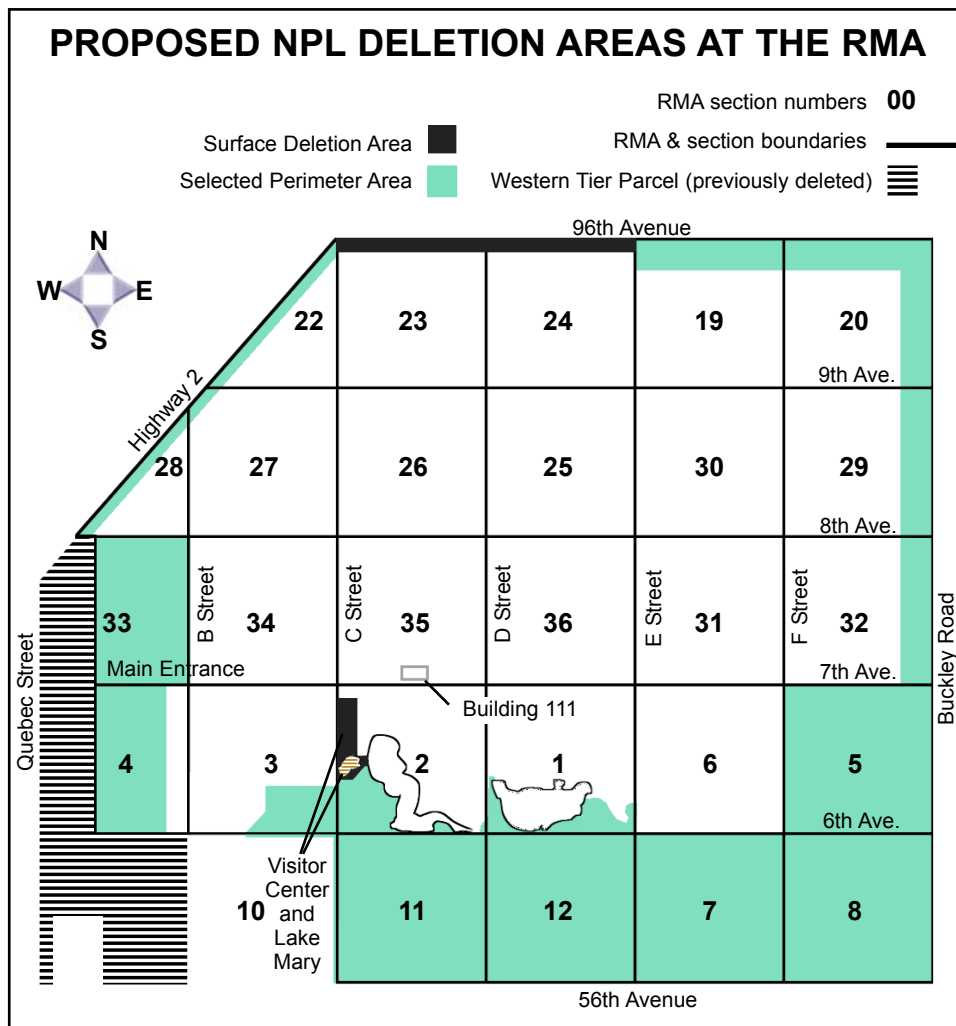 PROPOSED NPL DELETION AREAS AT THE RMA
RMA section numbers 00
Surface Deletion Area
RMA & section boundaries
Selected Perimeter Area
Western Tier Parcel (previously deleted)
96th Avenue
N
W E
S
22 23 24 19 20
9th Ave.
Highway 2
28 27 26 25 30 29
8th Ave.
Quebec Street
B Street
C Street
D Street
E Street
F Street
Buckley Road
33 34 35 36 31 32
Main Entrance
7th Ave.
Building 111
4 3 2 1 6 5
6th Ave.
Visitor
Center
and
Lake
Mary
10 11 12 7 8
56th Avenue